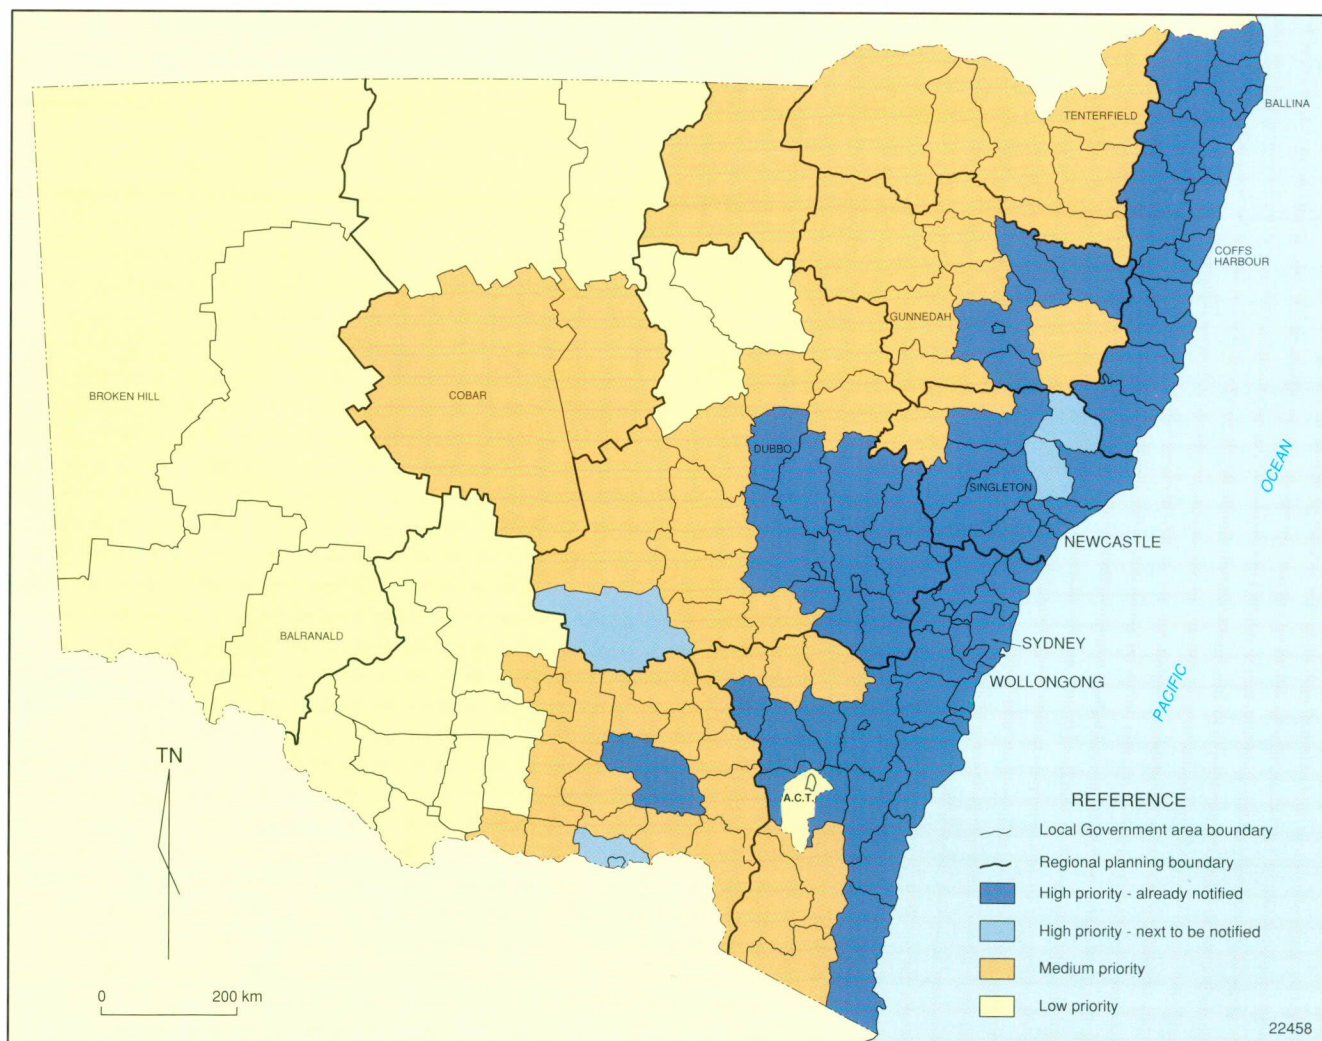 TENTERFIELD
BALLINA
COFFS
HARBOUR
GUNNEDAH
BROKEN HILL
COBAR
DUBBO
OCEAN
SINGLETON
NEWCASTLE
BALRANALD
SYDNEY
WOLLONGONG
PACIFIC
TN
A.C.T.
REFERENCE
Local Government area boundary
Regional planning boundary
High priority - already notified
High priority - next to be notified
Medium priority
Low priority
0 200 km
22458